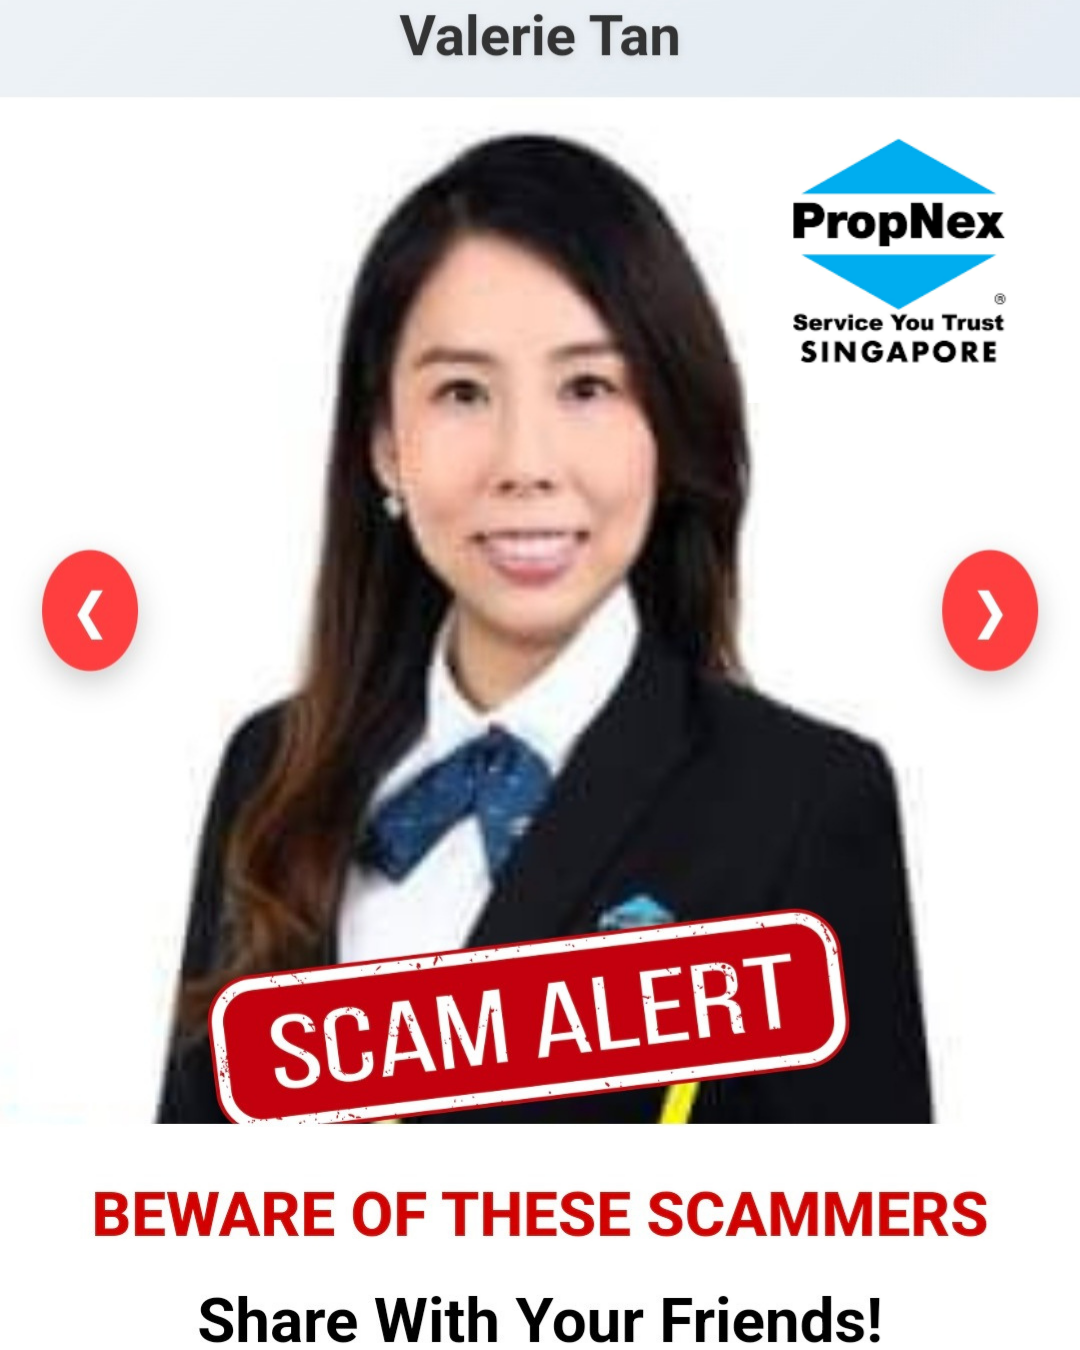 Valerie Tan
PropNex
®
Service You Trust
SINGAPORE
❮
❯
SCAM ALERT
BEWARE OF THESE SCAMMERS
Share With Your Friends!